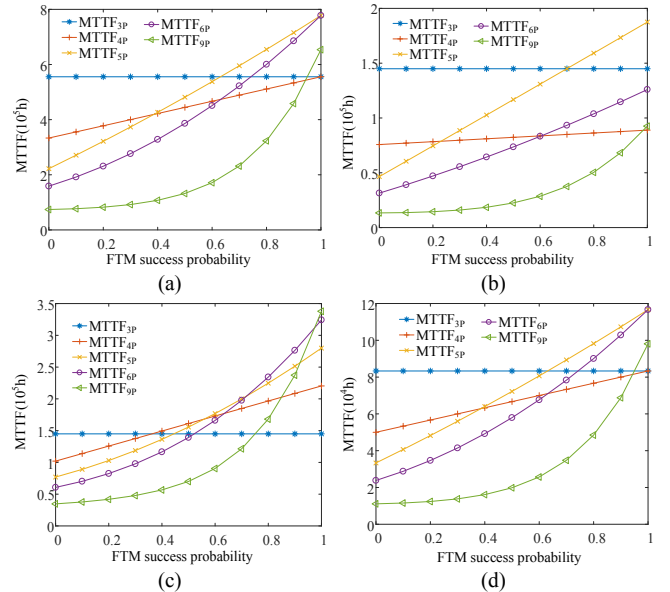 8
6
4
2
0
MTTF(10⁵h)
MTTF₃P
MTTF₄P
MTTF₅P
MTTF₆P
MTTF₉P
0 0.2 0.4 0.6 0.8 1
FTM success probability
(a)
2
1.5
1
0.5
0
MTTF(10⁵h)
MTTF₃P
MTTF₄P
MTTF₅P
MTTF₆P
MTTF₉P
0 0.2 0.4 0.6 0.8 1
FTM success probability
(b)
3.5
3
2.5
2
1.5
1
0.5
0
MTTF(10⁵h)
MTTF₃P
MTTF₄P
MTTF₅P
MTTF₆P
MTTF₉P
0 0.2 0.4 0.6 0.8 1
FTM success probability
(c)
12
10
8
6
4
2
0
MTTF(10⁴h)
MTTF₃P
MTTF₄P
MTTF₅P
MTTF₆P
MTTF₉P
0 0.2 0.4 0.6 0.8 1
FTM success probability
(d)